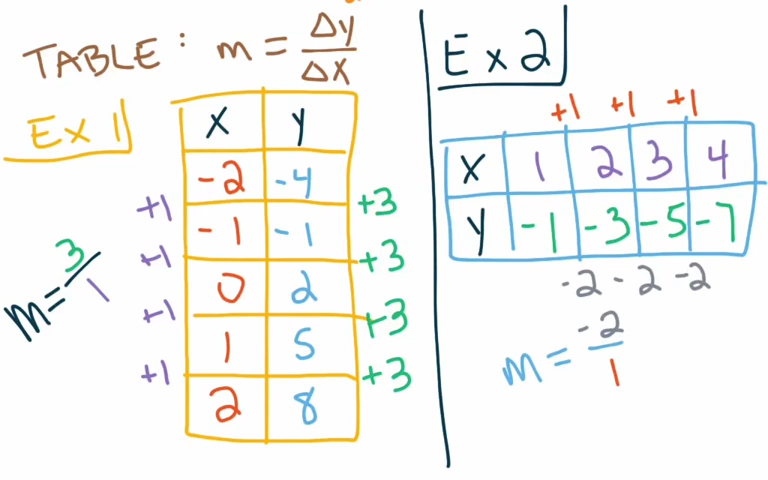 TABLE: m = Δy/Δx
Ex 1
x y
-2 -4
+1 +3
-1 -1
+1 +3
0 2
+1 +3
1 5
+1 +3
2 8
m = 3/1
Ex 2
+1 +1 +1
x 1 2 3 4
y -1 -3 -5 -7
-2 -2 -2
m = -2/1